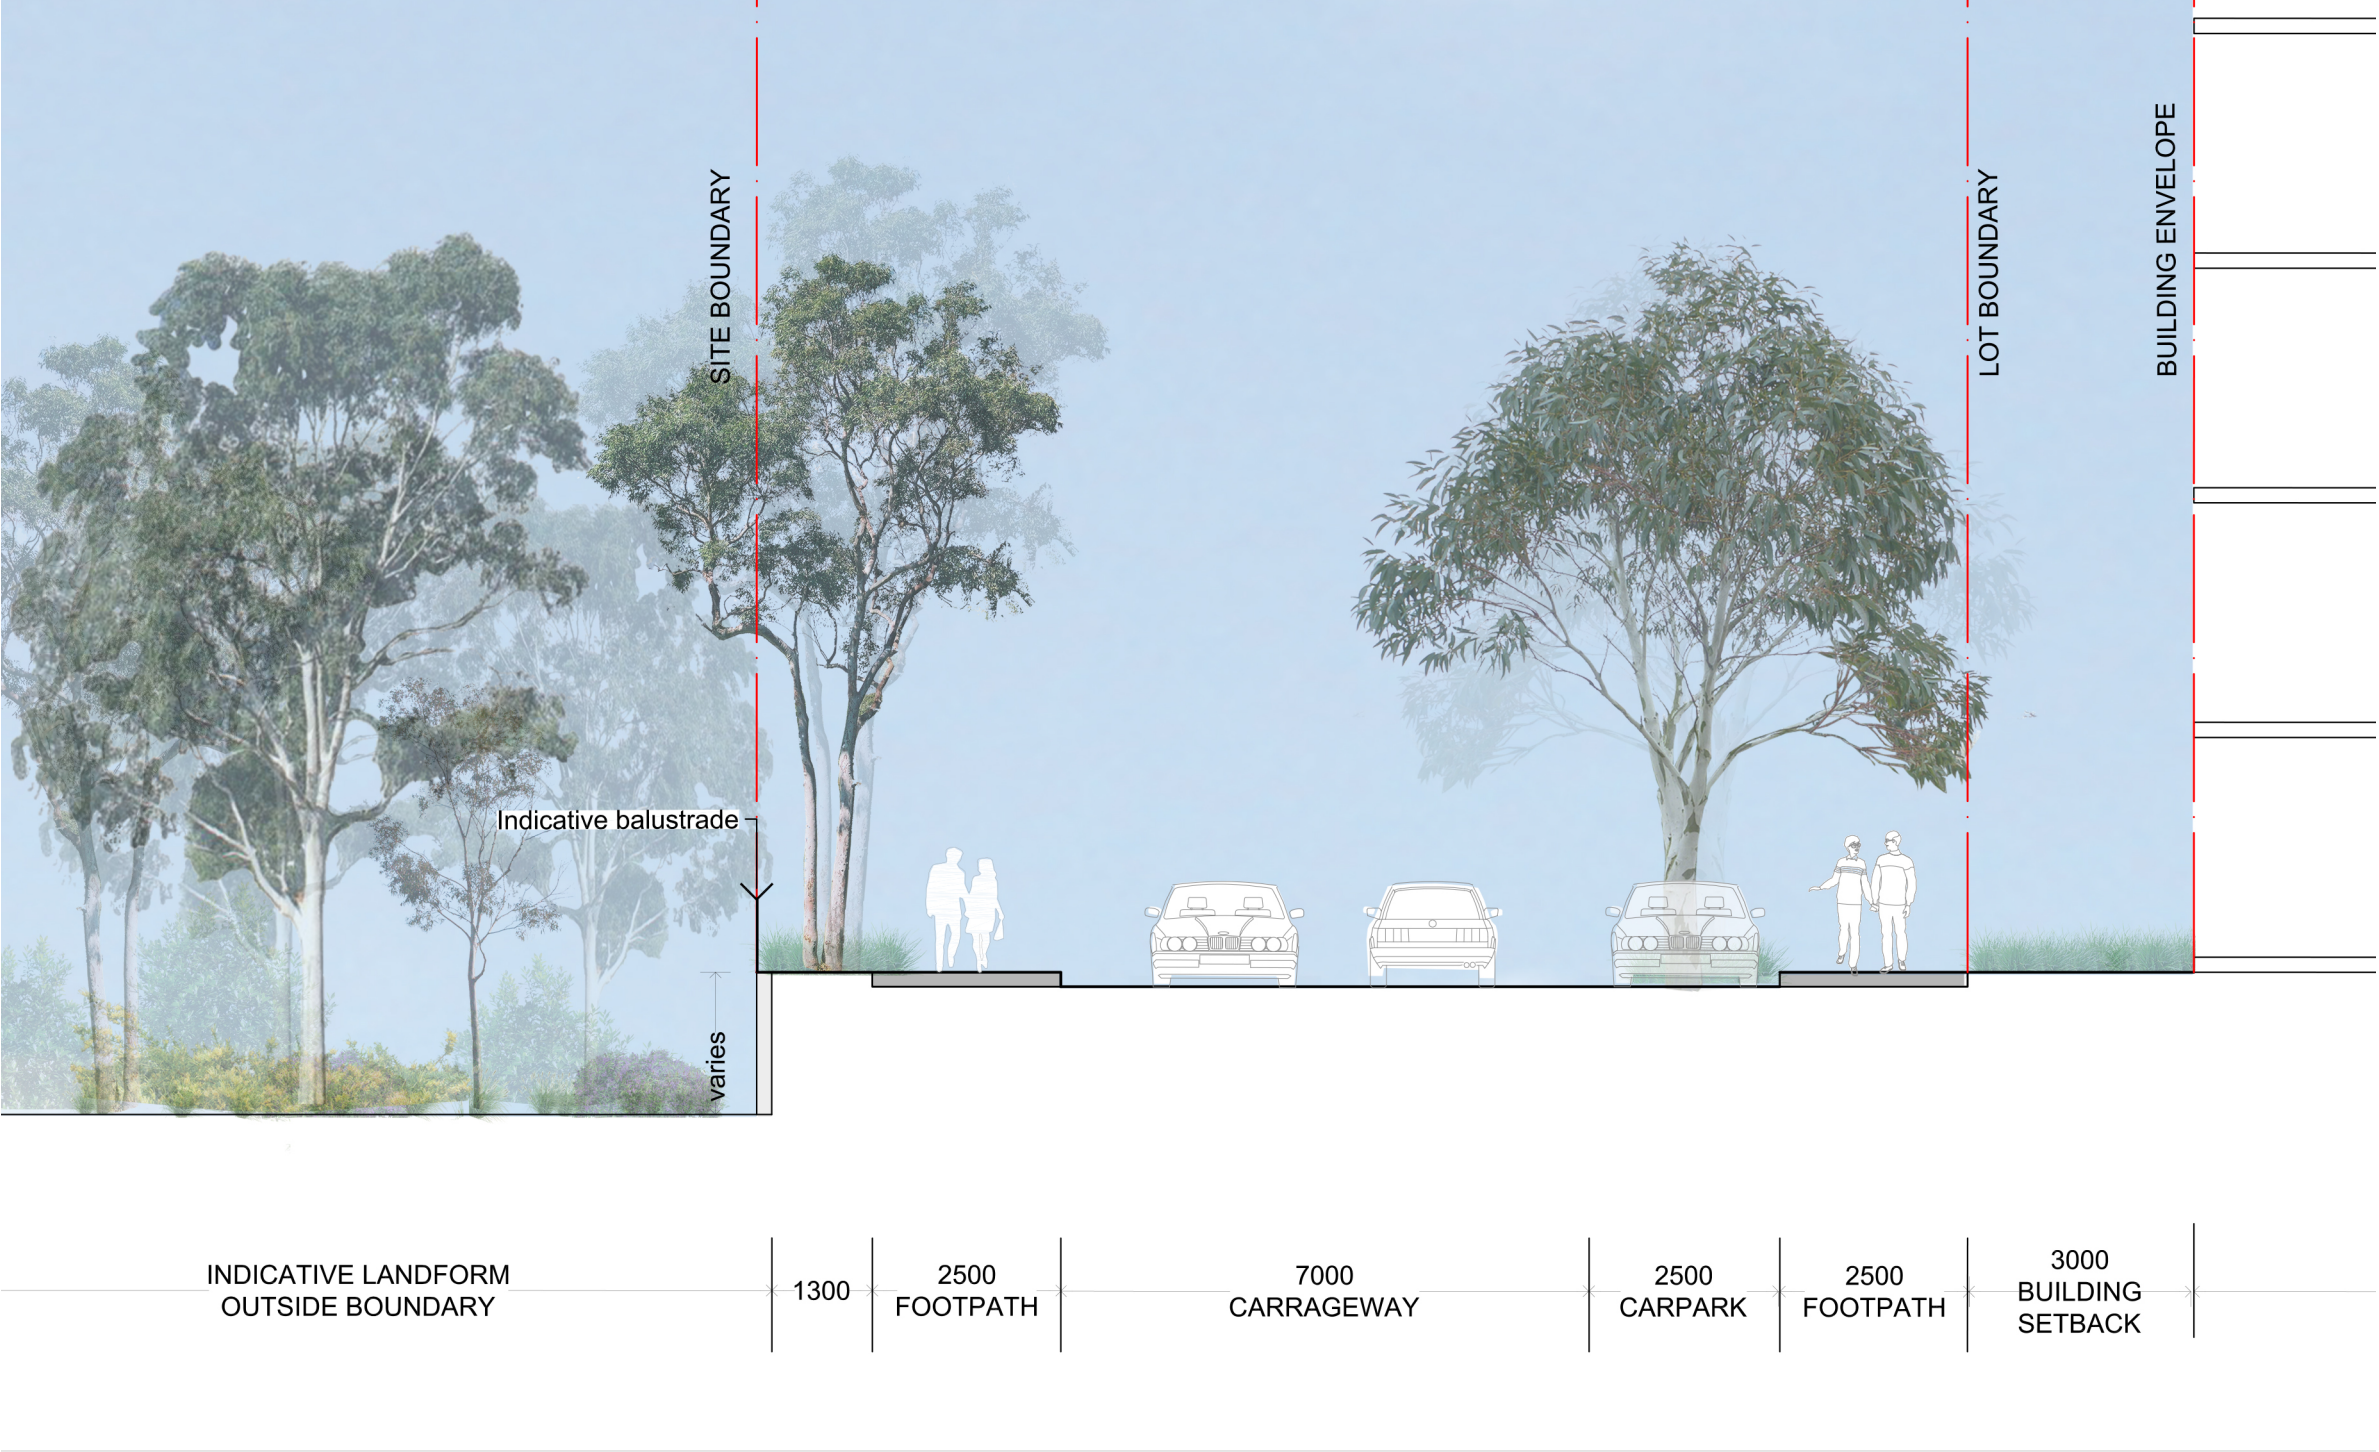 SITE BOUNDARY
LOT BOUNDARY
BUILDING ENVELOPE
Indicative balustrade
varies
INDICATIVE LANDFORM
OUTSIDE BOUNDARY
1300
2500
FOOTPATH
7000
CARRAGEWAY
2500
CARPARK
2500
FOOTPATH
3000
BUILDING
SETBACK